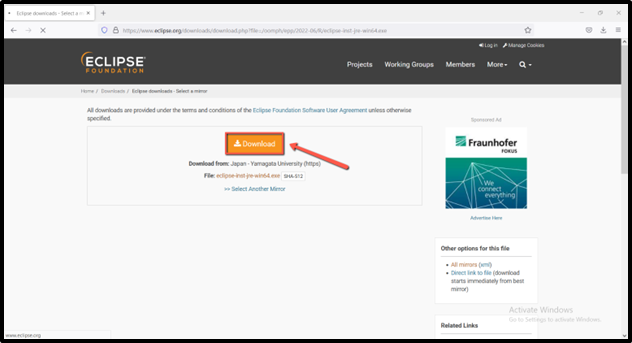 Eclipse downloads - Select a m
https://www.eclipse.org/downloads/download.php?file=/oomph/epp/2022-06/R/eclipse-inst-jre-win64.exe
Log in Manage Cookies
ECLIPSE
FOUNDATION
Projects Working Groups Members More
Home / Downloads / Eclipse downloads - Select a mirror
All downloads are provided under the terms and conditions of the Eclipse Foundation Software User Agreement unless otherwise
specified.
Download
Download from: Japan - Yamagata University (https)
File: eclipse-inst-jre-win64.exe SHA-512
>> Select Another Mirror
Sponsored Ad
Fraunhofer
FOKUS
We
connect
everything
Advertise Here
Other options for this file
All mirrors (xml)
Direct link to file (download
starts immediately from best
mirror)
Related Links
Activate Windows
Go to Settings to activate Windows.
www.eclipse.org